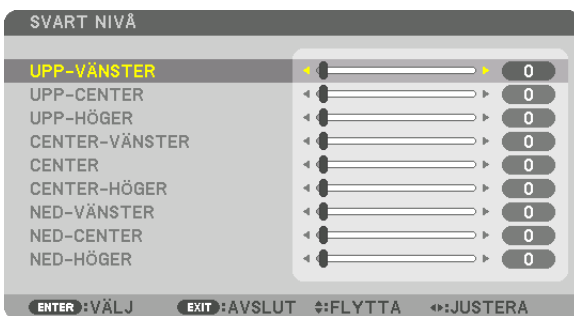 SVART NIVÅ
UPP-VÄNSTER 0
UPP-CENTER 0
UPP-HÖGER 0
CENTER-VÄNSTER 0
CENTER 0
CENTER-HÖGER 0
NED-VÄNSTER 0
NED-CENTER 0
NED-HÖGER 0
ENTER:VÄLJ EXIT:AVSLUT :FLYTTA :JUSTERA